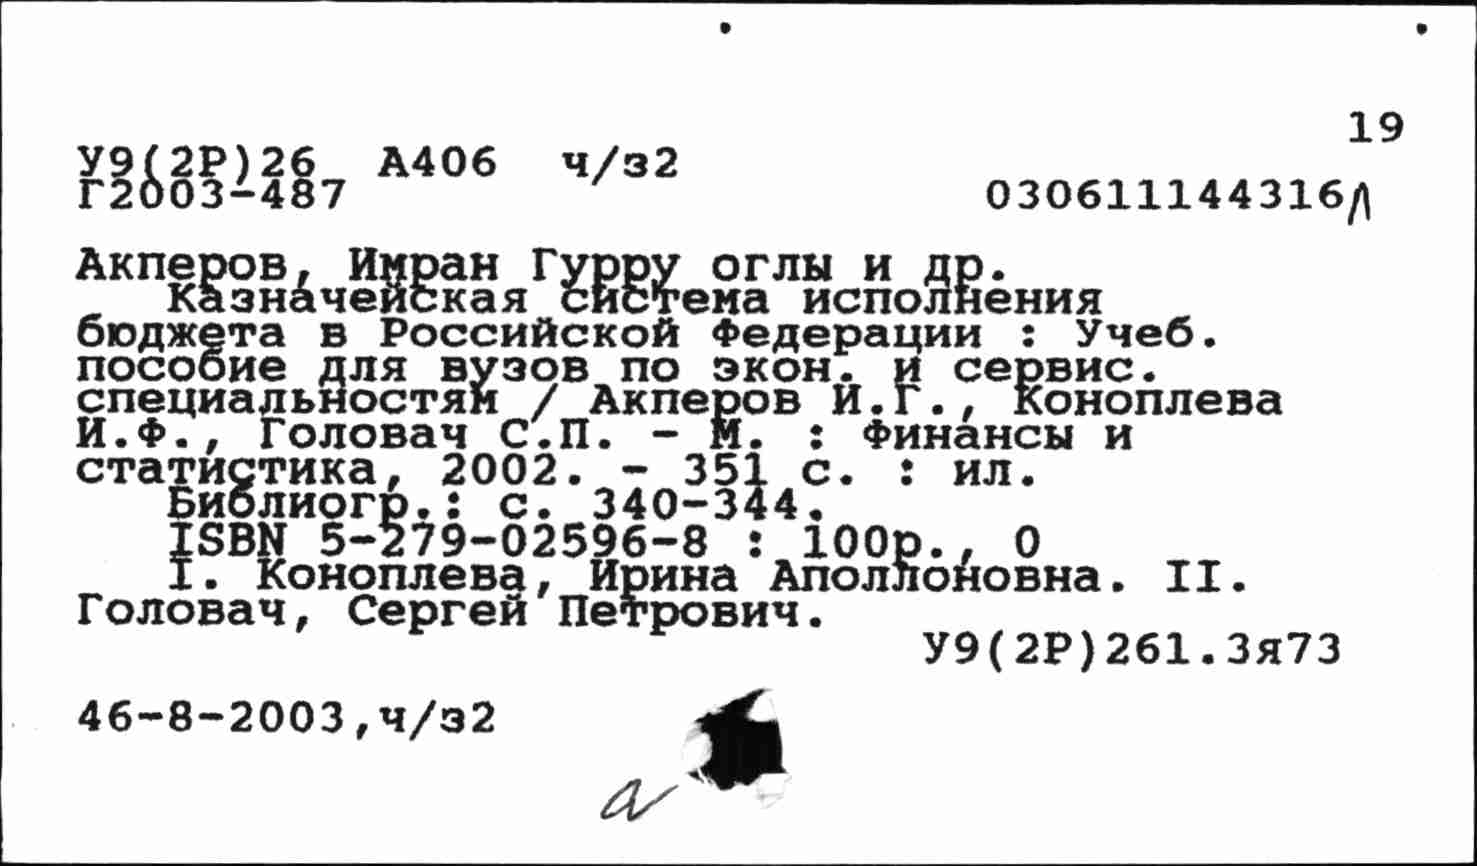 19
У9(2Р)26 А406 ч/з2
Г2003-487 030611144316Л
Акперов, Имран Гурру оглы и др.
Казначейская система исполнения
бюджета в Российской Федерации : Учеб.
пособие для вузов по экон. и сервис.
специальностям / Акперов И.Г., Коноплева
И.Ф., Головач С.П. - М. : Финансы и
статистика, 2002. - 351 с. : ил.
Библиогр.: с. 340-344.
ISBN 5-279-02596-8 : 100р., 0
I. Коноплева, Ирина Аполлоновна. II.
Головач, Сергей Петрович.
У9(2Р)261.3я73
46-8-2003,ч/з2
а